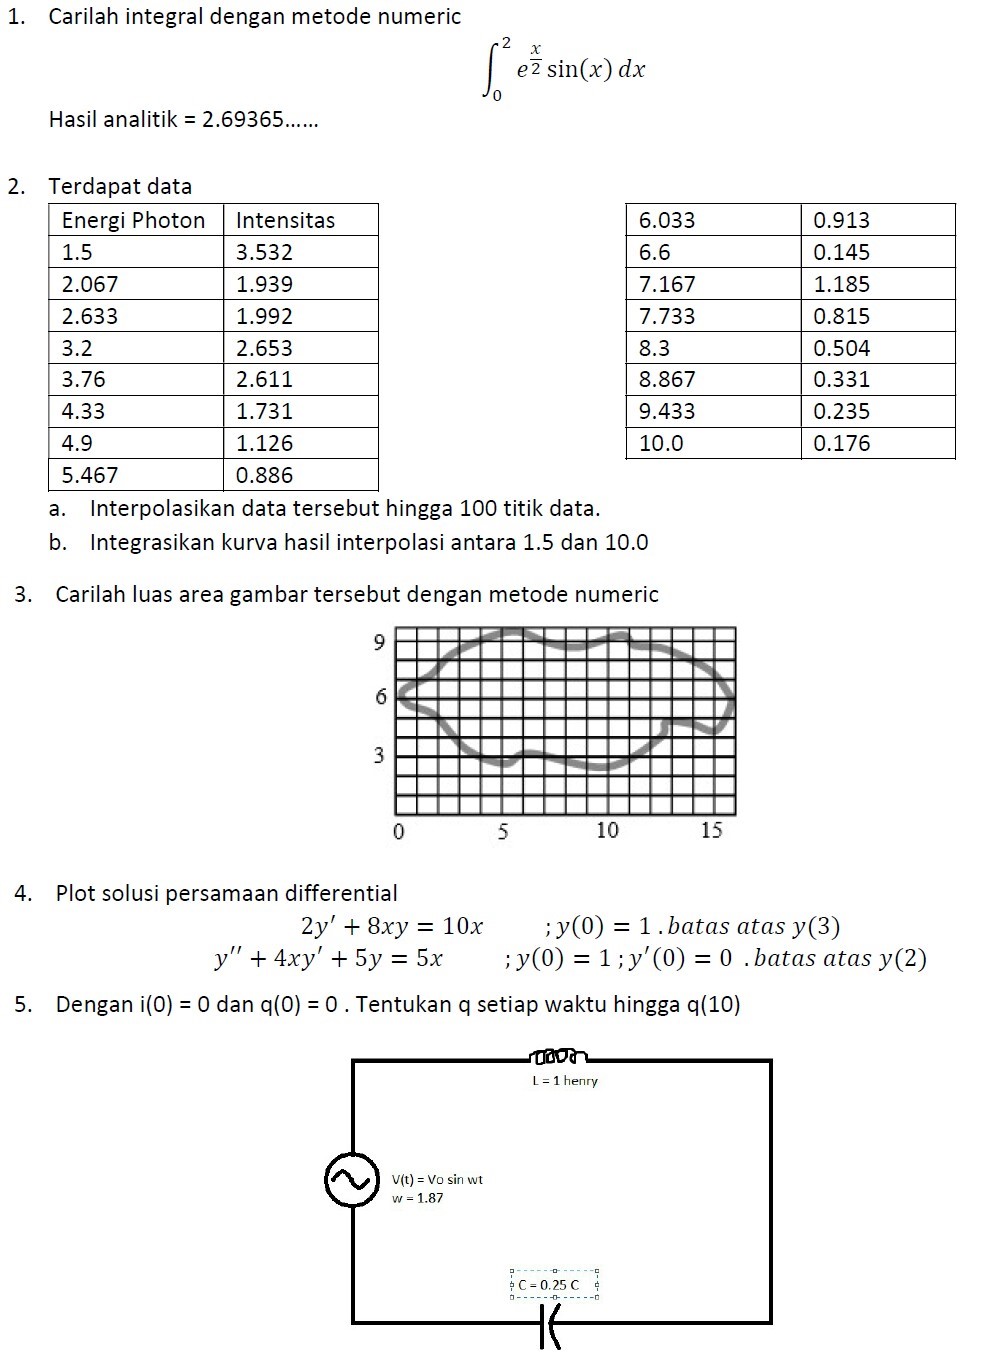 1. Carilah integral dengan metode numeric
∫₀² e^(x/2) sin(x) dx
Hasil analitik = 2.69365......
2. Terdapat data
Energi Photon Intensitas
1.5 3.532
2.067 1.939
2.633 1.992
3.2 2.653
3.76 2.611
4.33 1.731
4.9 1.126
5.467 0.886
6.033 0.913
6.6 0.145
7.167 1.185
7.733 0.815
8.3 0.504
8.867 0.331
9.433 0.235
10.0 0.176
a. Interpolasikan data tersebut hingga 100 titik data.
b. Integrasikan kurva hasil interpolasi antara 1.5 dan 10.0
3. Carilah luas area gambar tersebut dengan metode numeric
9
6
3
0 5 10 15
4. Plot solusi persamaan differential
2y′ + 8xy = 10x ; y(0) = 1 . batas atas y(3)
y′′ + 4xy′ + 5y = 5x ; y(0) = 1 ; y′(0) = 0 . batas atas y(2)
5. Dengan i(0) = 0 dan q(0) = 0 . Tentukan q setiap waktu hingga q(10)
L = 1 henry
V(t) = Vo sin wt
w = 1.87
C = 0.25 C